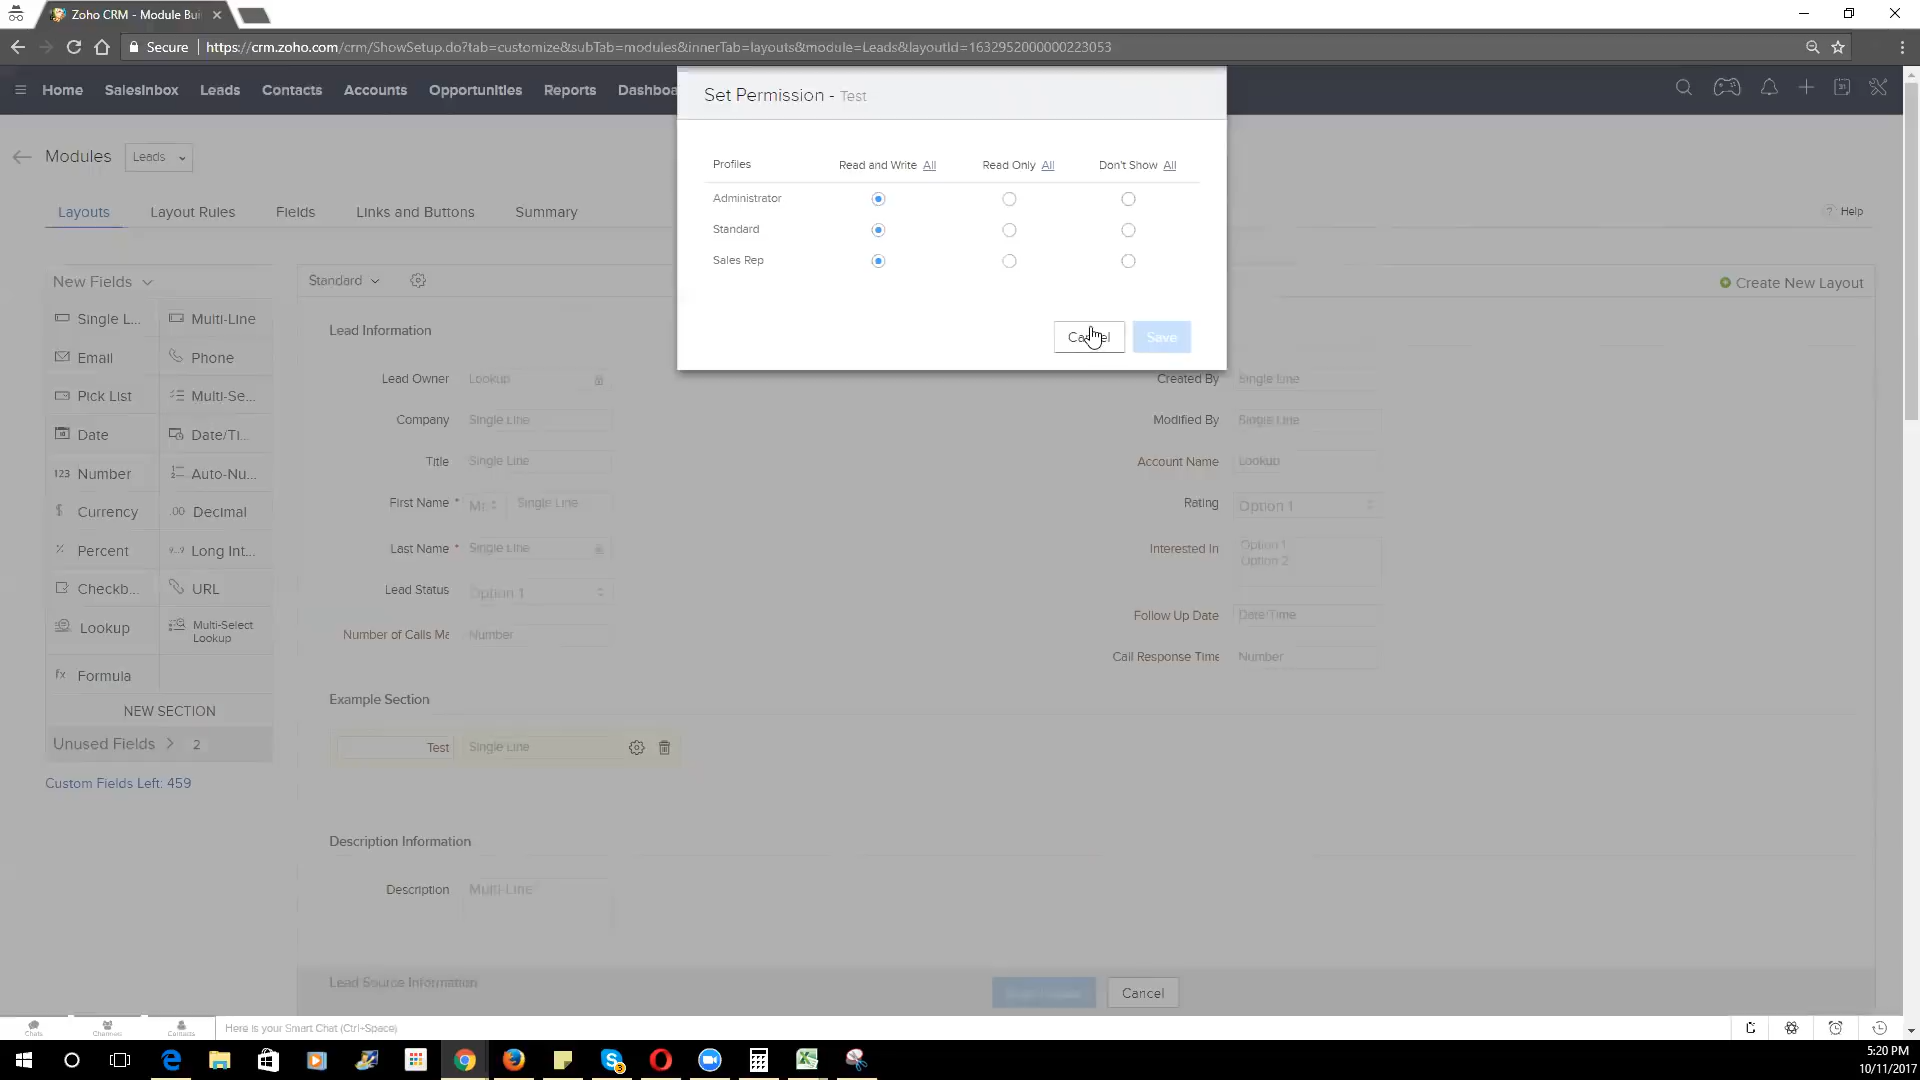 Zoho CRM - Module Bui
Secure https://crm.zoho.com/crm/ShowSetup.do?tab=customize&subTab=modules&innerTab=layouts&module=Leads&layoutId=1632952000000223053
Home SalesInbox Leads Contacts Accounts Opportunities Reports Dashboa
Set Permission - Test
Profiles Read and Write All Read Only All Don't Show All
Administrator
Standard
Sales Rep
Cancel Save
Modules Leads
Layouts Layout Rules Fields Links and Buttons Summary
? Help
New Fields
Single L... Multi-Line
Email Phone
Pick List Multi-Se...
Date Date/Ti...
123 Number Auto-Nu...
$ Currency .00 Decimal
% Percent 9...9 Long Int...
Checkb... URL
Lookup Multi-Select
Lookup
fx Formula
NEW SECTION
Unused Fields 2
Custom Fields Left: 459
Standard
Create New Layout
Lead Information
Lead Owner Lookup Created By Single line
Company Single Line Modified By Single Line
Title Single Line Account Name Lookup
First Name * Mr. Single Line Rating Option 1
Last Name * Single Line Interested In Option 1
Option 2
Lead Status Option 1
Follow Up Date Date/Time
Number of Calls Ma Number
Call Response Time Number
Example Section
Test Single Line
Description Information
Description Multi-Line
Lead Source Information
Cancel
Chats Channels Contacts Here is your Smart Chat (Ctrl+Space)
3
5:20 PM
10/11/2017